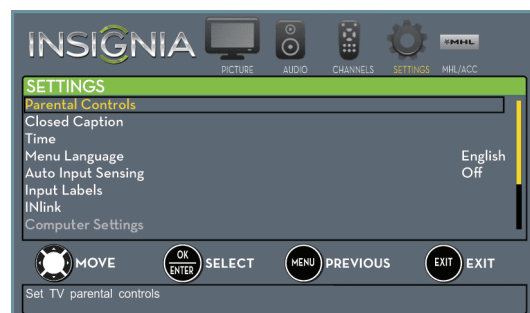 INSIGNIA
PICTURE AUDIO CHANNELS SETTINGS MHL/ACC
MHL
SETTINGS
Parental Controls
Closed Caption
Time
Menu Language English
Auto Input Sensing Off
Input Labels
INlink
Computer Settings
MOVE OK ENTER SELECT MENU PREVIOUS EXIT EXIT
Set TV parental controls